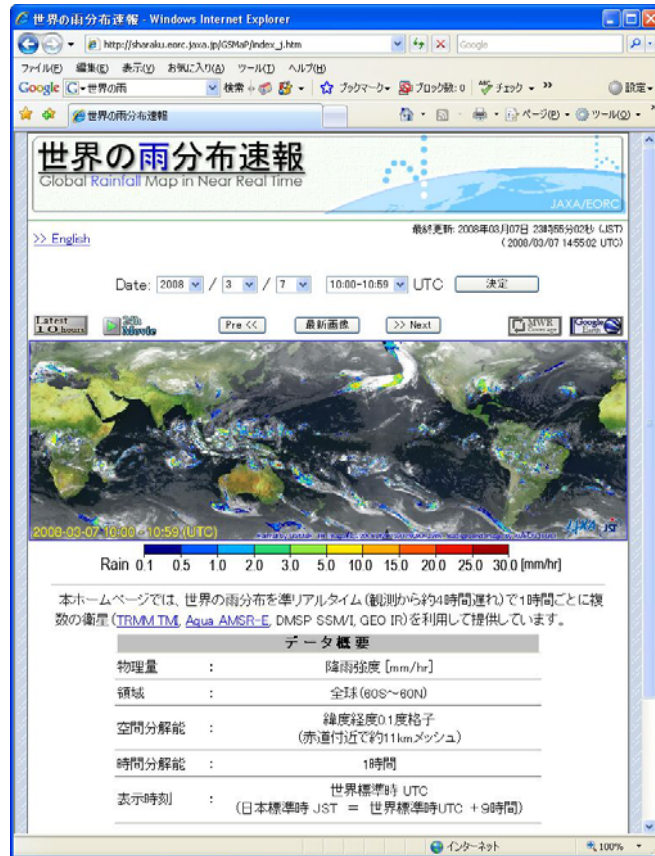 世界の雨分布速報 - Windows Internet Explorer
http://sharaku.eorc.jaxa.jp/GSMaP/index_j.htm
Google
ファイル(F) 編集(E) 表示(V) お気に入り(A) ツール(T) ヘルプ(H)
Google G 世界の雨 検索 ブックマーク ブロック数: 0 チェック » 設定
世界の雨分布速報 ページ(P) ツール(O) »
世界の雨分布速報
Global Rainfall Map in Near Real Time
JAXA/EORC
>> English
最終更新: 2008年03月07日 23時55分02秒 (JST)
(2008/03/07 14:55:02 UTC)
Date: 2008 / 3 / 7 10:00-10:59 UTC 決定
Latest 10 hours 24h Movie Pre << 最新画像 >> Next MWR Coverage Google Earth
2008-03-07 10:00 - 10:59 (UTC)
JAXA JST
Rain 0.1 0.5 1.0 2.0 3.0 5.0 10.0 15.0 20.0 25.0 30.0 [mm/hr]
本ホームページでは、世界の雨分布を準リアルタイム(観測から約4時間遅れ)で1時間ごとに複
数の衛星(TRMM TMI, Aqua AMSR-E, DMSP SSM/I, GEO IR)を利用して提供しています。
データ概要
物理量 : 降雨強度 [mm/hr]
領域 : 全球(60S~60N)
空間分解能 : 緯度経度0.1度格子
(赤道付近で約11kmメッシュ)
時間分解能 : 1時間
表示時刻 : 世界標準時 UTC
(日本標準時 JST = 世界標準時UTC +9時間)
インターネット 100%